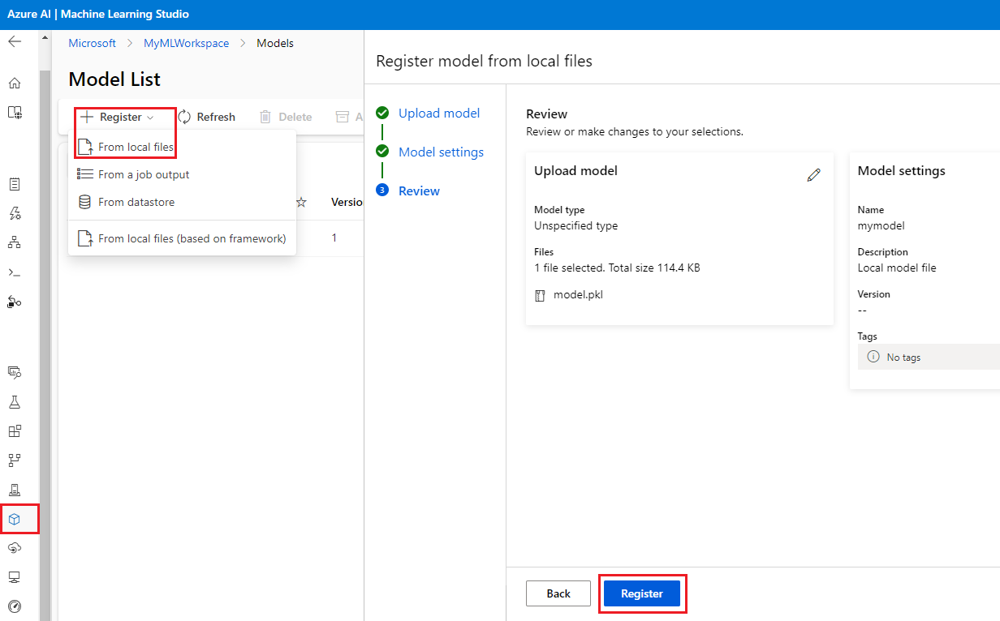 Azure AI | Machine Learning Studio
Microsoft > MyMLWorkspace > Models
Model List
Register
Refresh
Delete
A
From local files
From a job output
From datastore
From local files (based on framework)
Versio
1
Register model from local files
Upload model
Model settings
3 Review
Review
Review or make changes to your selections.
Upload model
Model type
Unspecified type
Files
1 file selected. Total size 114.4 KB
model.pkl
Model settings
Name
mymodel
Description
Local model file
Version
--
Tags
No tags
Back
Register